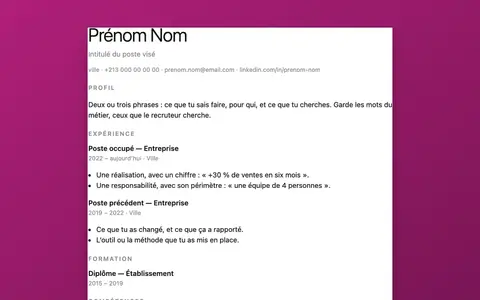 Prénom Nom
intitulé du poste visé
ville · +213 000 00 00 00 · prenom.nom@email.com · linkedin.com/in/prenom-nom
PROFIL
Deux ou trois phrases : ce que tu sais faire, pour qui, et ce que tu cherches. Garde les mots du
métier, ceux que le recruteur cherche.
EXPÉRIENCE
Poste occupé — Entreprise
2022 – aujourd'hui · Ville
• Une réalisation, avec un chiffre : « +30 % de ventes en six mois ».
• Une responsabilité, avec son périmètre : « une équipe de 4 personnes ».
Poste précédent — Entreprise
2019 – 2022 · Ville
• Ce que tu as changé, et ce que ça a rapporté.
• L'outil ou la méthode que tu as mis en place.
FORMATION
Diplôme — Établissement
2015 – 2019